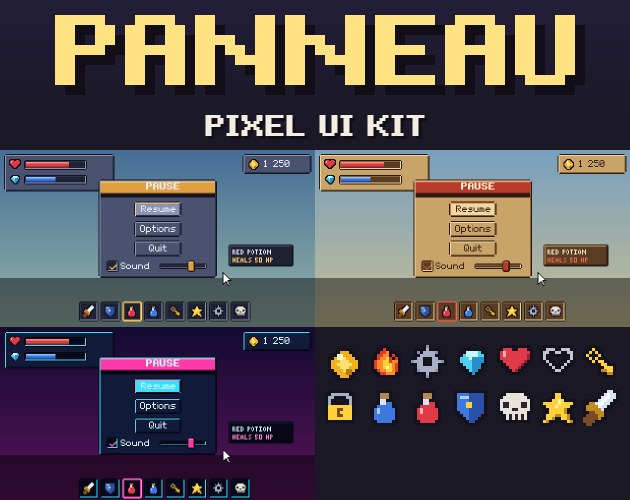 PANNEAU
PIXEL UI KIT
1 250
PAUSE
Resume
Options
Quit
Sound
RED POTION
HEALS 50 HP
1 250
PAUSE
Resume
Options
Quit
Sound
RED POTION
HEALS 50 HP
1 250
PAUSE
Resume
Options
Quit
Sound
RED POTION
HEALS 50 HP